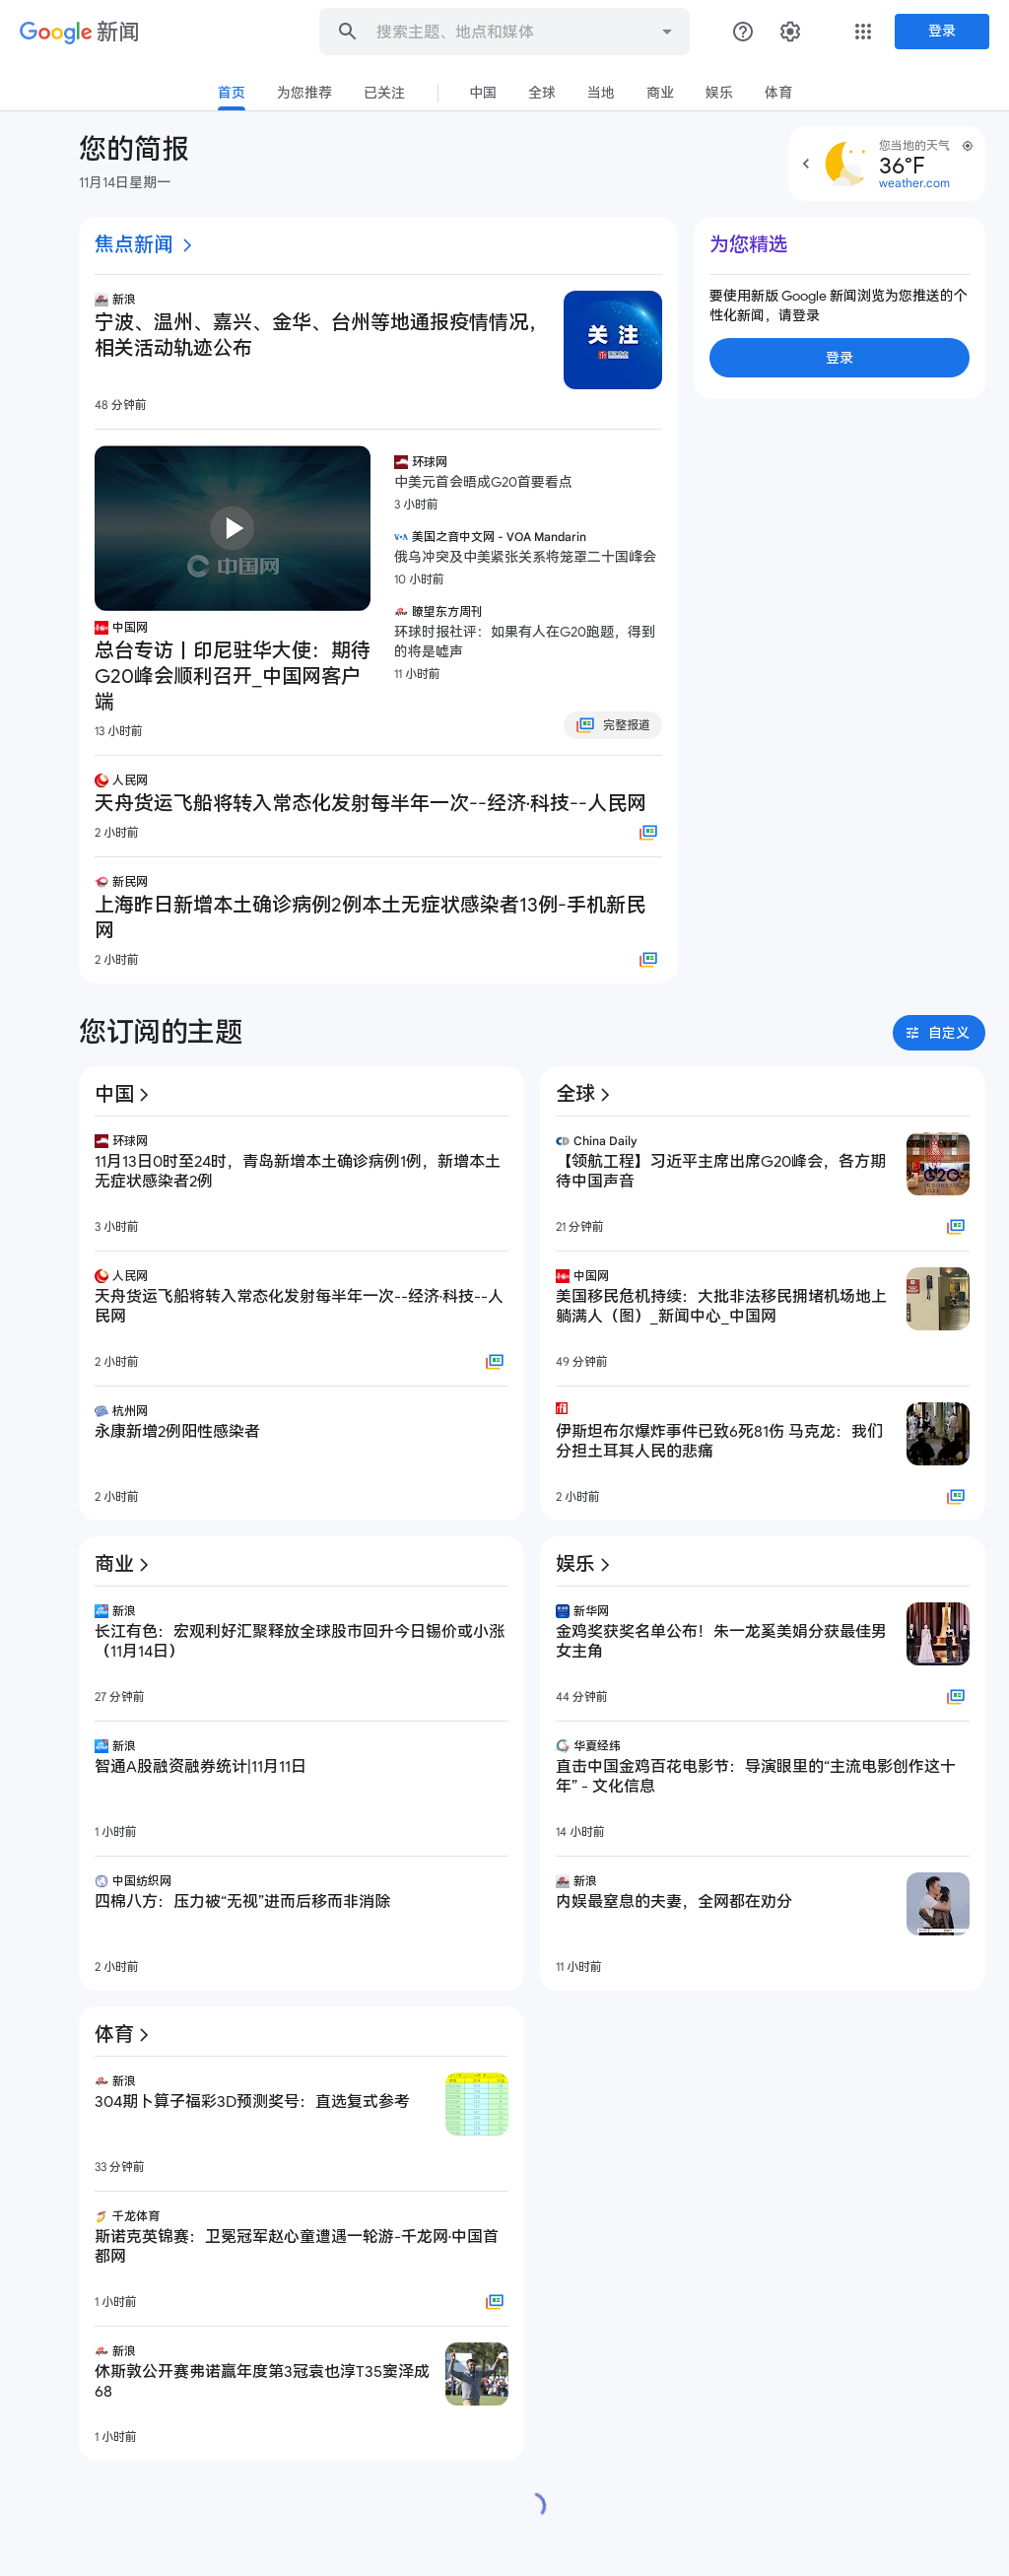 Google 新闻
搜索主题、地点和媒体
登录
首页
为您推荐
已关注
中国
全球
当地
商业
娱乐
体育
您的简报
11月14日星期一
您当地的天气
36°F
weather.com
焦点新闻
新浪
宁波、温州、嘉兴、金华、台州等地通报疫情情况，
相关活动轨迹公布
48 分钟前
关注
中国网
中国网
总台专访丨印尼驻华大使：期待
G20峰会顺利召开_中国网客户
端
13 小时前
环球网
中美元首会晤成G20首要看点
3 小时前
美国之音中文网 - VOA Mandarin
俄乌冲突及中美紧张关系将笼罩二十国峰会
10 小时前
瞭望东方周刊
环球时报社评：如果有人在G20跑题，得到
的将是嘘声
11 小时前
完整报道
人民网
天舟货运飞船将转入常态化发射每半年一次--经济·科技--人民网
2 小时前
新民网
上海昨日新增本土确诊病例2例本土无症状感染者13例-手机新民
网
2 小时前
为您精选
要使用新版 Google 新闻浏览为您推送的个
性化新闻，请登录
登录
您订阅的主题
自定义
中国
环球网
11月13日0时至24时，青岛新增本土确诊病例1例，新增本土
无症状感染者2例
3 小时前
人民网
天舟货运飞船将转入常态化发射每半年一次--经济·科技--人
民网
2 小时前
杭州网
永康新增2例阳性感染者
2 小时前
全球
China Daily
【领航工程】习近平主席出席G20峰会，各方期
待中国声音
G20
21 分钟前
中国网
美国移民危机持续：大批非法移民拥堵机场地上
躺满人（图）_新闻中心_中国网
49 分钟前
伊斯坦布尔爆炸事件已致6死81伤 马克龙：我们
分担土耳其人民的悲痛
2 小时前
商业
新浪
长江有色：宏观利好汇聚释放全球股市回升今日锡价或小涨
（11月14日）
27 分钟前
新浪
智通A股融资融券统计|11月11日
1 小时前
中国纺织网
四棉八方：压力被“无视”进而后移而非消除
2 小时前
娱乐
新华网
金鸡奖获奖名单公布！朱一龙奚美娟分获最佳男
女主角
44 分钟前
华夏经纬
直击中国金鸡百花电影节：导演眼里的“主流电影创作这十
年” - 文化信息
14 小时前
新浪
内娱最窒息的夫妻，全网都在劝分
11 小时前
体育
新浪
304期卜算子福彩3D预测奖号：直选复式参考
33 分钟前
千龙体育
斯诺克英锦赛：卫冕冠军赵心童遭遇一轮游-千龙网·中国首
都网
1 小时前
新浪
休斯敦公开赛弗诺赢年度第3冠袁也淳T35窦泽成
68
1 小时前